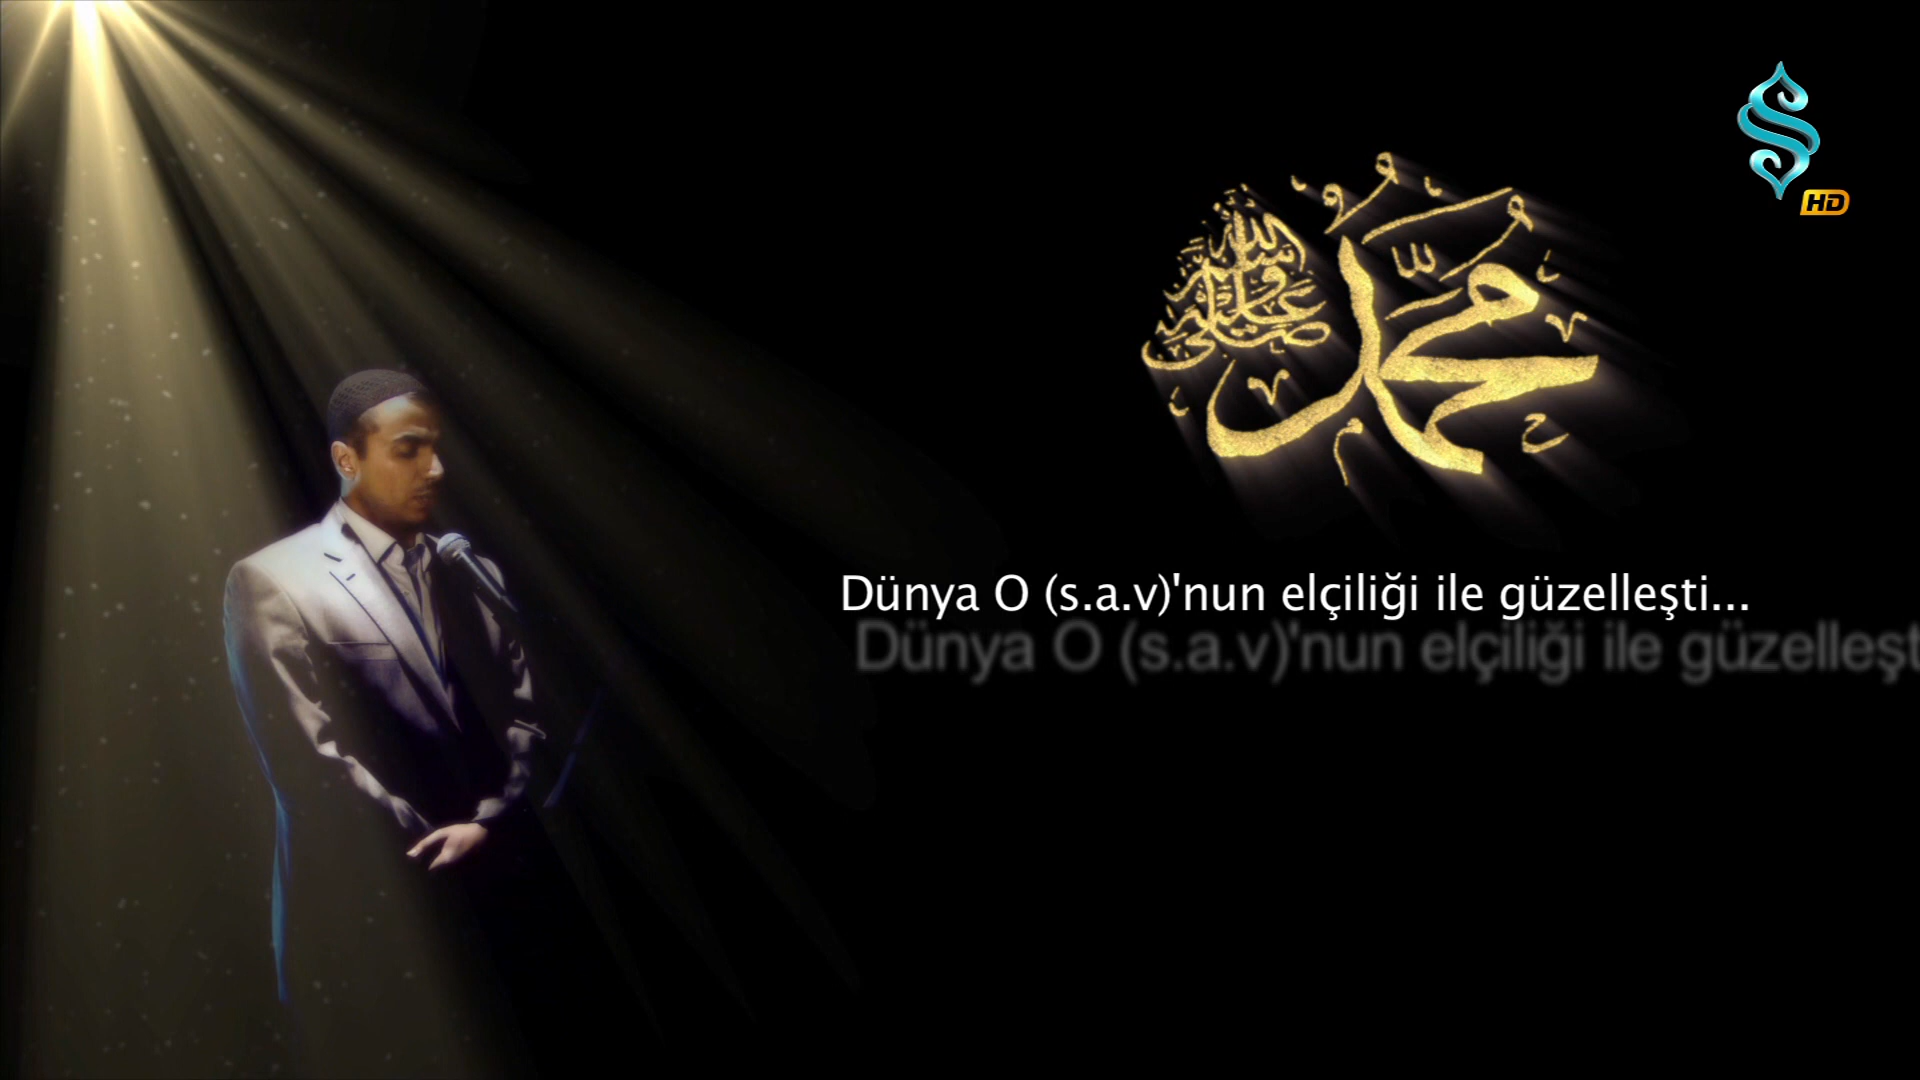 HD
محمد
صلى الله عليه وسلم
Dünya O (s.a.v)'nun elçiliği ile güzelleşti...
Dünya O (s.a.v)'nun elçiliği ile güzelleşt